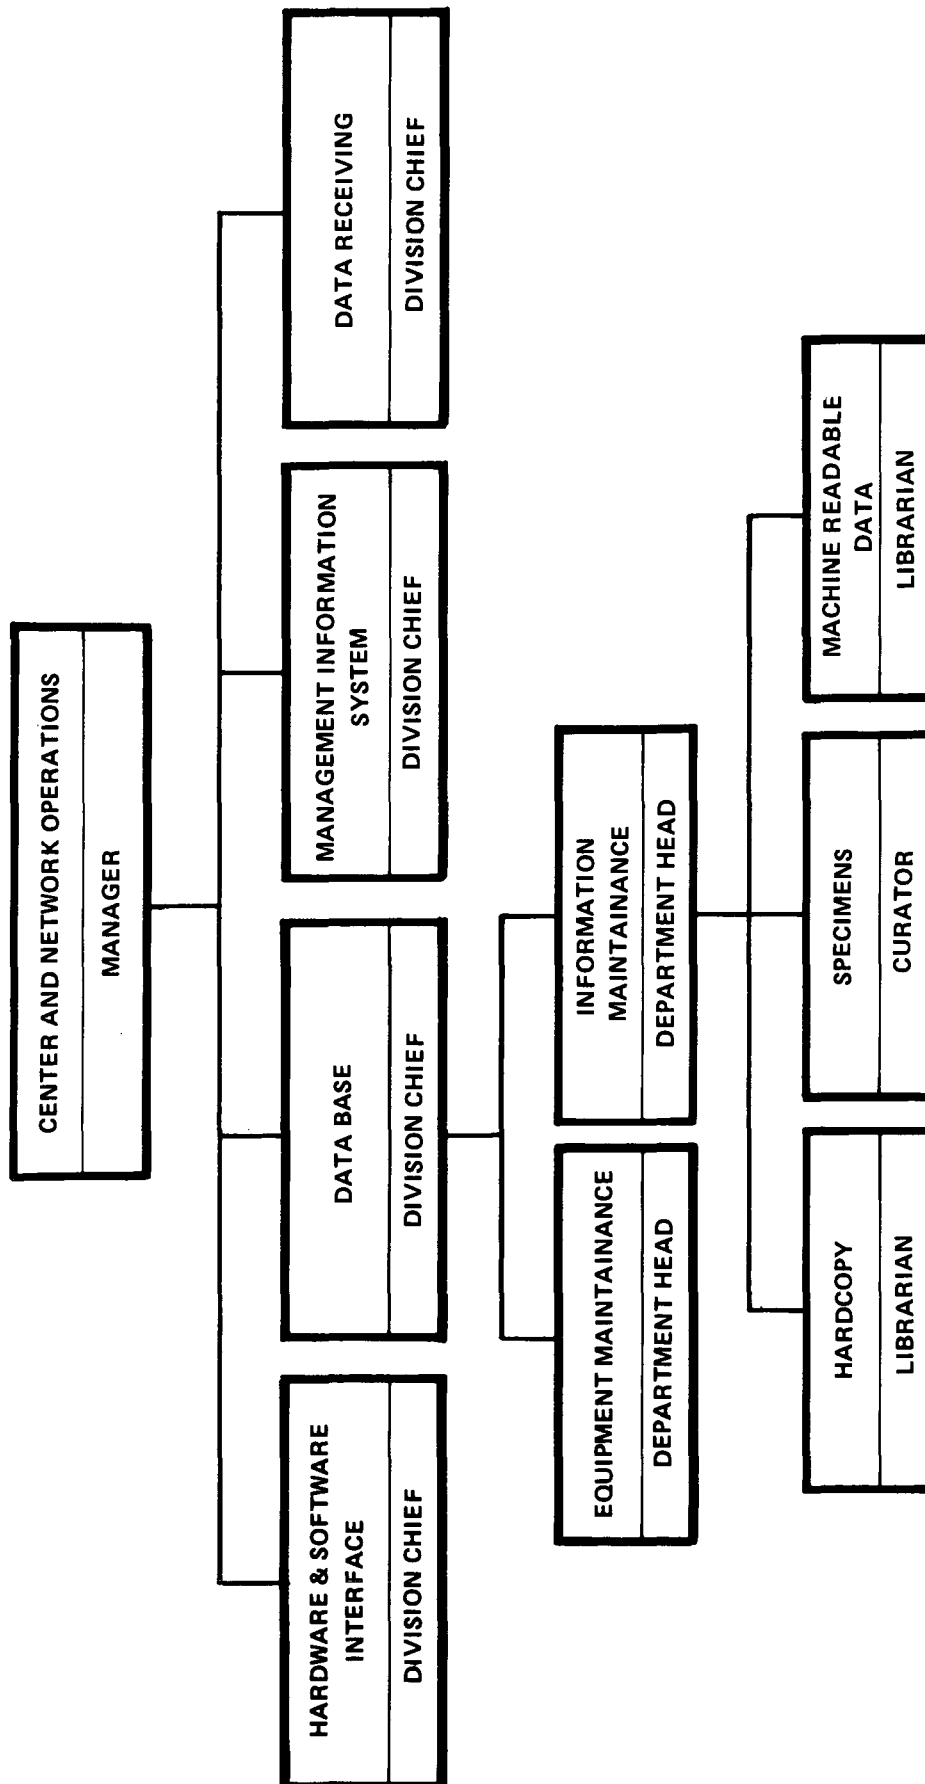 CENTER AND NETWORK OPERATIONS
MANAGER
HARDWARE & SOFTWARE
INTERFACE
DIVISION CHIEF
DATA BASE
DIVISION CHIEF
MANAGEMENT INFORMATION
SYSTEM
DIVISION CHIEF
DATA RECEIVING
DIVISION CHIEF
EQUIPMENT MAINTAINANCE
DEPARTMENT HEAD
INFORMATION
MAINTAINANCE
DEPARTMENT HEAD
HARDCOPY
LIBRARIAN
SPECIMENS
CURATOR
MACHINE READABLE
DATA
LIBRARIAN